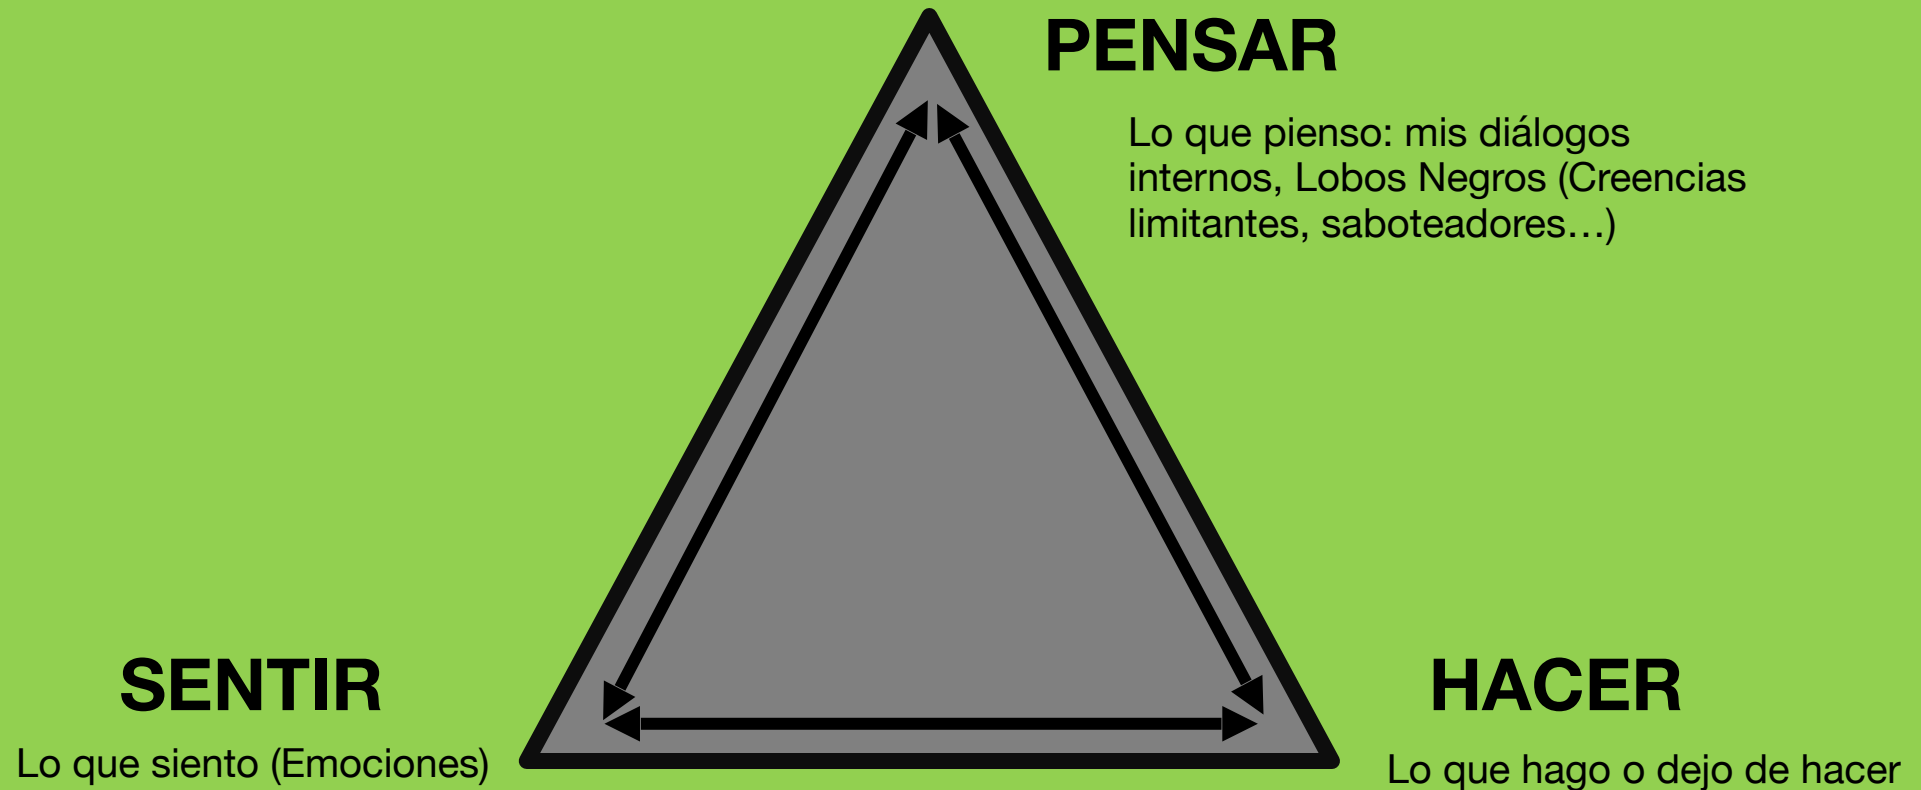 PENSAR
Lo que pienso: mis diálogos
internos, Lobos Negros (Creencias
limitantes, saboteadores…)
SENTIR
Lo que siento (Emociones)
HACER
Lo que hago o dejo de hacer